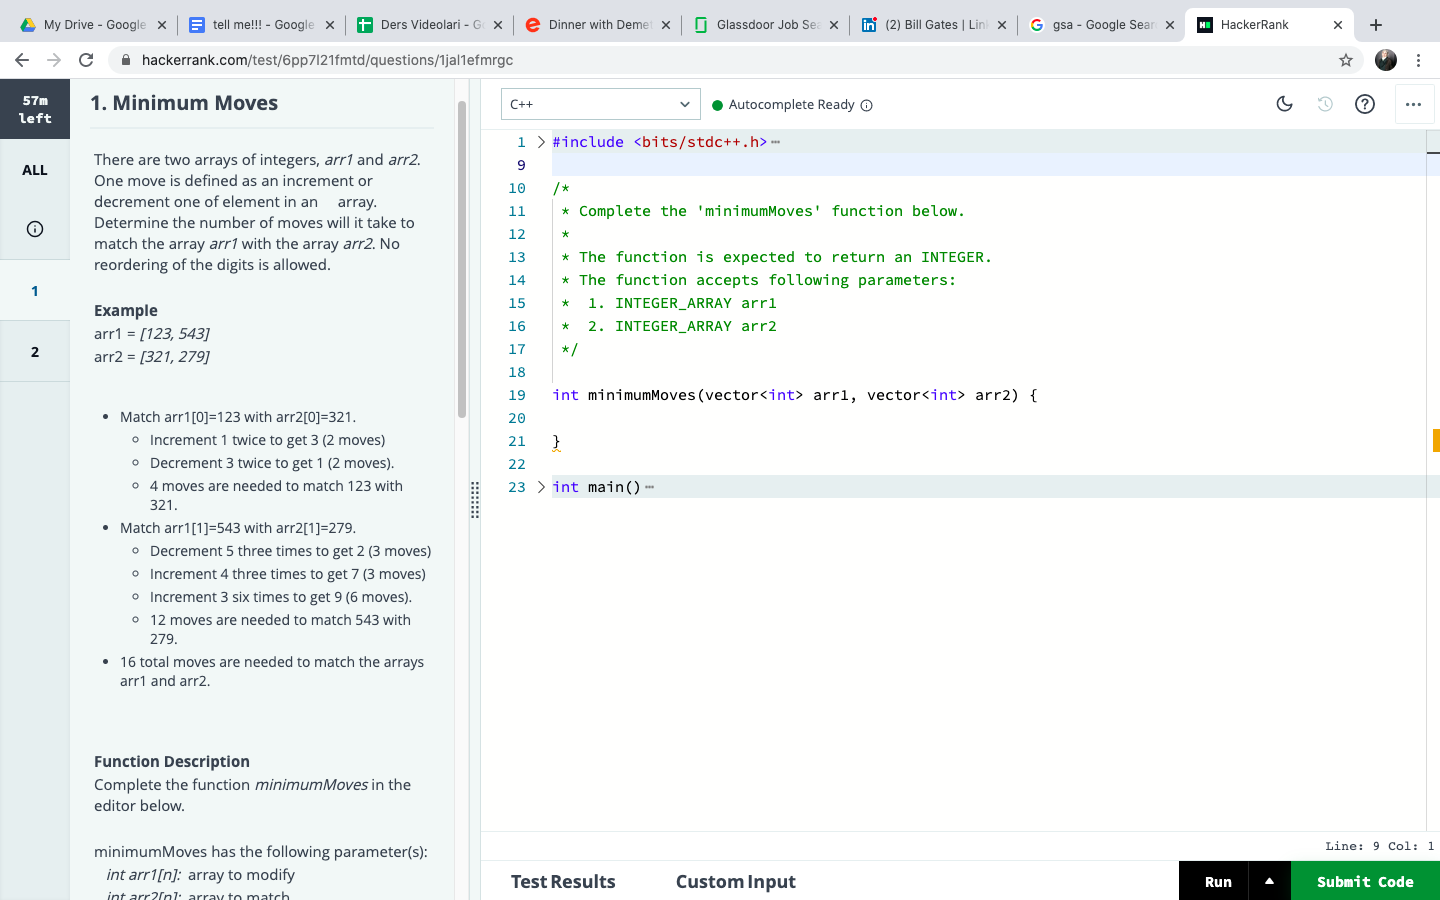 My Drive - Google
tell me!!! - Google
Ders Videolari - G
Dinner with Demet
Glassdoor Job Sea
(2) Bill Gates | Lin
gsa - Google Sear
HackerRank
hackerrank.com/test/6pp7l21fmtd/questions/1jal1efmrgc
57m
left
ALL
1
2
1. Minimum Moves
There are two arrays of integers, arr1 and arr2.
One move is defined as an increment or
decrement one of element in an array.
Determine the number of moves will it take to
match the array arr1 with the array arr2. No
reordering of the digits is allowed.
Example
arr1 = [123, 543]
arr2 = [321, 279]
• Match arr1[0]=123 with arr2[0]=321.
◦ Increment 1 twice to get 3 (2 moves)
◦ Decrement 3 twice to get 1 (2 moves).
◦ 4 moves are needed to match 123 with
321.
• Match arr1[1]=543 with arr2[1]=279.
◦ Decrement 5 three times to get 2 (3 moves)
◦ Increment 4 three times to get 7 (3 moves)
◦ Increment 3 six times to get 9 (6 moves).
◦ 12 moves are needed to match 543 with
279.
• 16 total moves are needed to match the arrays
arr1 and arr2.
Function Description
Complete the function minimumMoves in the
editor below.
minimumMoves has the following parameter(s):
int arr1[n]: array to modify
int arr2[n]: array to match
C++
Autocomplete Ready
1 #include <bits/stdc++.h>
9
10 /*
11 * Complete the 'minimumMoves' function below.
12 *
13 * The function is expected to return an INTEGER.
14 * The function accepts following parameters:
15 * 1. INTEGER_ARRAY arr1
16 * 2. INTEGER_ARRAY arr2
17 */
18
19 int minimumMoves(vector<int> arr1, vector<int> arr2) {
20
21 }
22
23 int main()
Line: 9 Col: 1
Test Results
Custom Input
Run
Submit Code